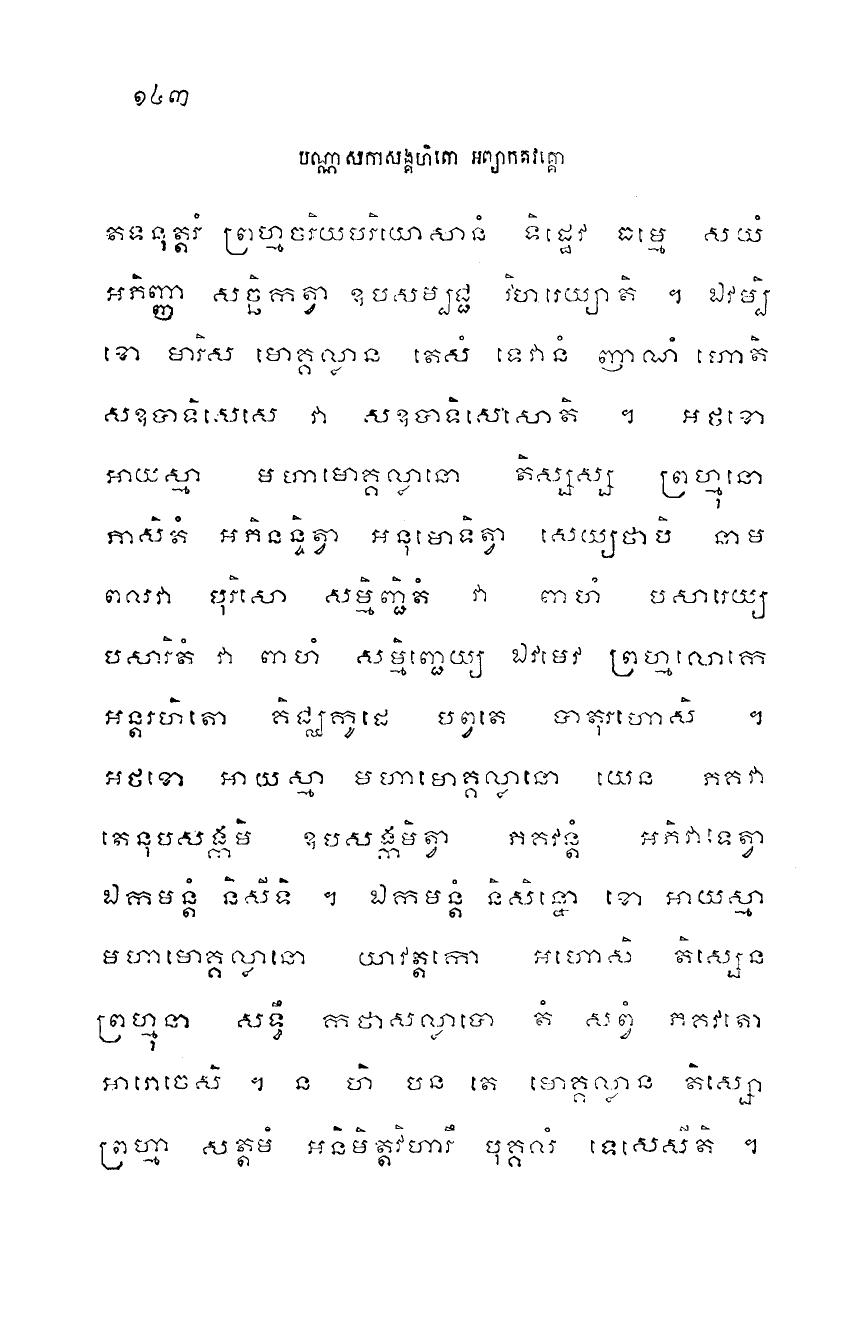 ១៤៣
បណ្ណាសកាសង្គហិតោ អព្យាកតវគ្គោ
តទនុត្តរំ ព្រហ្មចរិយបរិយោសានំ ទិដ្ឋេវ ធម្មេ សយំ
អភិញ្ញា សច្ឆិកត្វា ឧបសម្បជ្ជ វិហរេយ្យាតិ ។ ឯវម្បិ
ខោ មារិស មោគ្គល្លាន តេសំ ទេវានំ ញាណំ ហោតិ
សឧបាទិសេសេ វា សឧបាទិសេសោតិ ។ អថខោ
អាយស្មា មហាមោគ្គល្លានោ តិស្សស្ស ព្រហ្មុនោ
ភាសិតំ អភិនន្ទិត្វា អនុមោទិត្វា សេយ្យថាបិ នាម
ពលវា បុរិសោ សម្មិញ្ជិតំ វា ពាហំ បសារេយ្យ
បសារិតំ វា ពាហំ សម្មិញ្ជេយ្យ ឯវមេវ ព្រហ្មលោកេ
អន្តរហិតោ គិជ្ឈកូដេ បព្វតេ បាតុរហោសិ ។
អថខោ អាយស្មា មហាមោគ្គល្លានោ យេន ភគវា
តេនុបសង្កមិ ឧបសង្កមិត្វា ភគវន្តំ អភិវាទេត្វា
ឯកមន្តំ និសីទិ ។ ឯកមន្តំ និសិន្នោ ខោ អាយស្មា
មហាមោគ្គល្លានោ យាវត្តកោ អហោសិ តិស្សេន
ព្រហ្មុនា សទ្ធឹ កថាសល្លាបោ តំ សព្វំ ភគវតោ
អារោចេសិ ។ ន ហិ បន តេ មោគ្គល្លាន តិស្សោ
ព្រហ្មា សត្តមំ អនិមិត្តវិហារឹ បុគ្គលំ ទេសេសីតិ ។